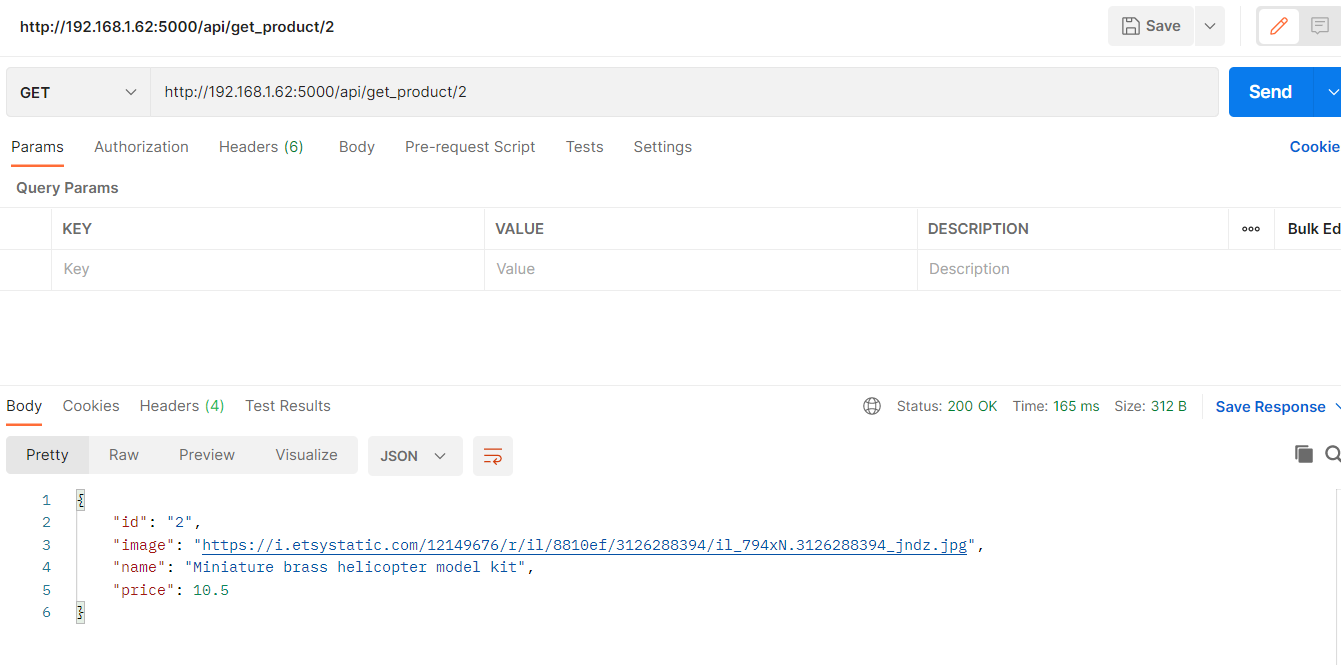 http://192.168.1.62:5000/api/get_product/2
Save
GET
http://192.168.1.62:5000/api/get_product/2
Send
Params Authorization Headers (6) Body Pre-request Script Tests Settings Cookie
Query Params
KEY VALUE DESCRIPTION ooo Bulk Ed
Key Value Description
Body Cookies Headers (4) Test Results Status: 200 OK Time: 165 ms Size: 312 B Save Response
Pretty Raw Preview Visualize JSON
1 {
2 "id": "2",
3 "image": "https://i.etsystatic.com/12149676/r/il/8810ef/3126288394/il_794xN.3126288394_jndz.jpg",
4 "name": "Miniature brass helicopter model kit",
5 "price": 10.5
6 }